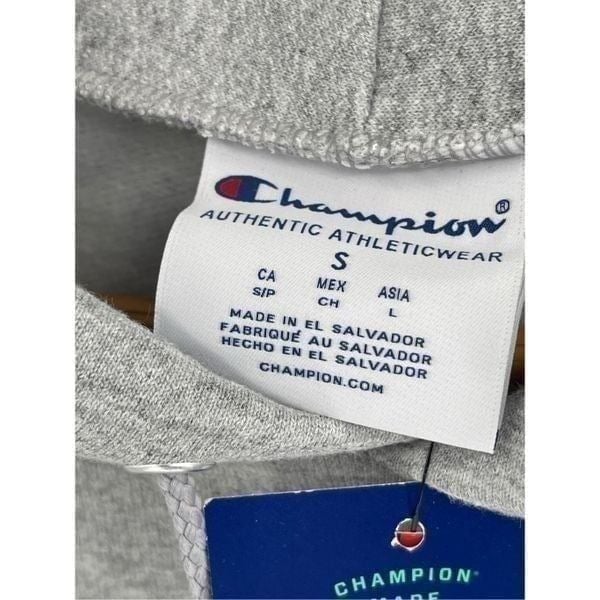 Champion®
AUTHENTIC ATHLETICWEAR
S
CA MEX ASIA
S/P CH L
MADE IN EL SALVADOR
FABRIQUÉ AU SALVADOR
HECHO EN EL SALVADOR
CHAMPION.COM
CHAMPION
MADE